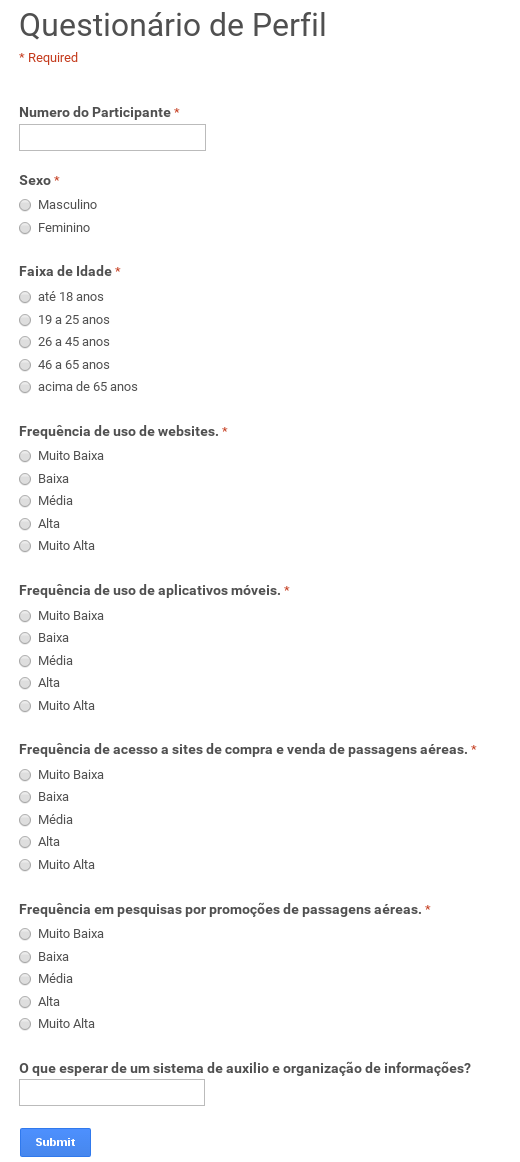 Questionário de Perfil
* Required
Numero do Participante *
Sexo *
Masculino
Feminino
Faixa de Idade *
até 18 anos
19 a 25 anos
26 a 45 anos
46 a 65 anos
acima de 65 anos
Frequência de uso de websites. *
Muito Baixa
Baixa
Média
Alta
Muito Alta
Frequência de uso de aplicativos móveis. *
Muito Baixa
Baixa
Média
Alta
Muito Alta
Frequência de acesso a sites de compra e venda de passagens aéreas. *
Muito Baixa
Baixa
Média
Alta
Muito Alta
Frequência em pesquisas por promoções de passagens aéreas. *
Muito Baixa
Baixa
Média
Alta
Muito Alta
O que esperar de um sistema de auxilio e organização de informações?
Submit